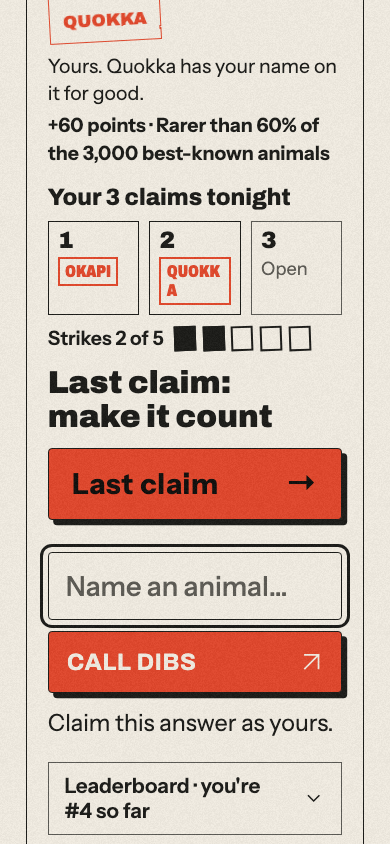 QUOKKA
Yours. Quokka has your name on
it for good.
+60 points · Rarer than 60% of
the 3,000 best-known animals
Your 3 claims tonight
1
OKAPI
2
QUOKK
A
3
Open
Strikes 2 of 5
Last claim:
make it count
Last claim →
Name an animal...
CALL DIBS
Claim this answer as yours.
Leaderboard · you're
#4 so far